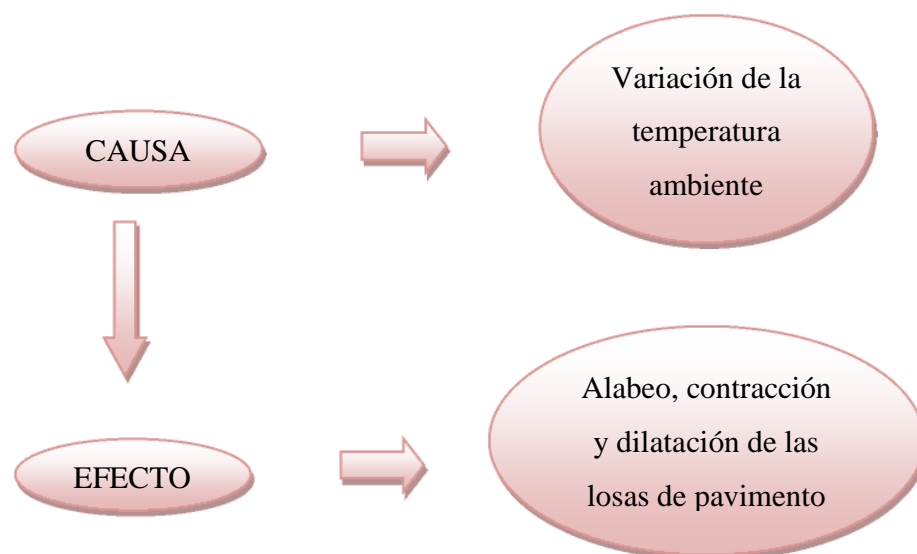 CAUSA
Variación de la
temperatura
ambiente
EFECTO
Alabeo, contracción
y dilatación de las
losas de pavimento